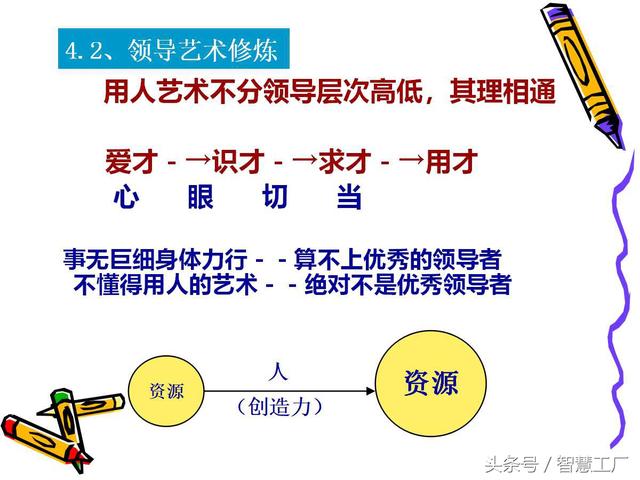 4.2、领导艺术修炼
用人艺术不分领导层次高低，其理相通
爱才－→识才－→求才－→用才
心 眼 切 当
事无巨细身体力行－－算不上优秀的领导者
不懂得用人的艺术－－绝对不是优秀领导者
资源
人
（创造力）
资源
头条号／智慧工厂